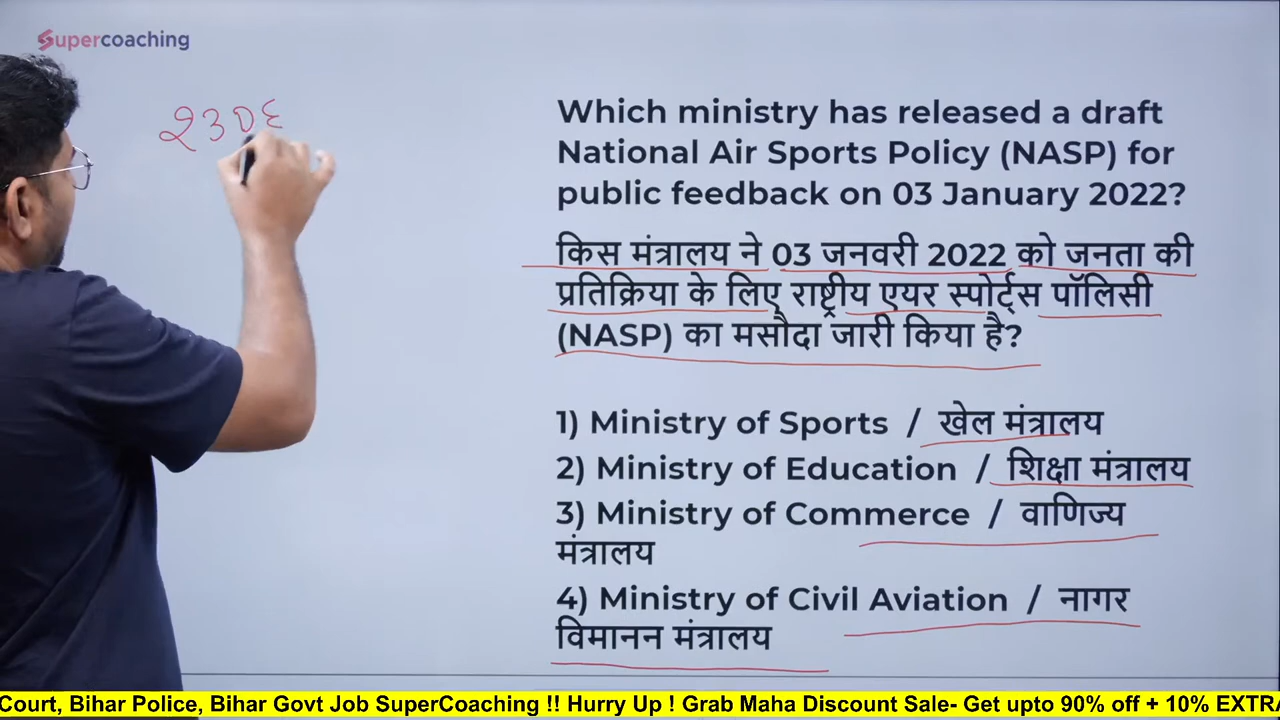 Supercoaching
Which ministry has released a draft
National Air Sports Policy (NASP) for
public feedback on 03 January 2022?
किस मंत्रालय ने 03 जनवरी 2022 को जनता की
प्रतिक्रिया के लिए राष्ट्रीय एयर स्पोर्ट्स पॉलिसी
(NASP) का मसौदा जारी किया है?
1) Ministry of Sports / खेल मंत्रालय
2) Ministry of Education / शिक्षा मंत्रालय
3) Ministry of Commerce / वाणिज्य
मंत्रालय
4) Ministry of Civil Aviation / नागर
विमानन मंत्रालय
Court, Bihar Police, Bihar Govt Job SuperCoaching !! Hurry Up ! Grab Maha Discount Sale- Get upto 90% off + 10% EXTRA